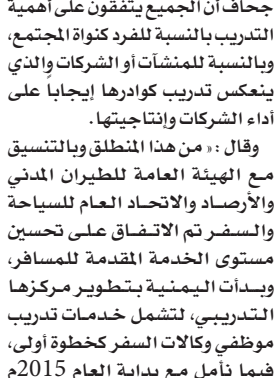 جحاف أن الجميع يتفقون على أهمية
التدريب بالنسبة للفرد كنواة المجتمع،
وبالنسبة للمنشآت أو الشركات والذي
ينعكس تدريب كوادرها إيجاباً على
أداء الشركات وإنتاجيتها.
وقال : « من هذا المنطلق وبالتنسيق
مع الهيئة العامة للطيران المدني
والأرصاد والاتحاد العام للسياحة
والسفر تم الاتفاق على تحسين
مستوى الخدمة المقدمة للمسافر،
وبدأت اليمنية بتطوير مركزها
التدريبي، لتشمل خدمات تدريب
موظفي وكالات السفر كخطوة أولى،
فيما نأمل مع بداية العام 2015م